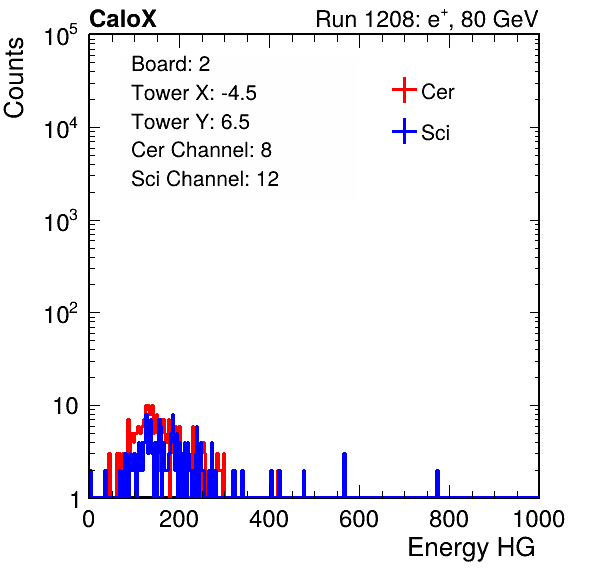 CaloX Run 1208: e⁺, 80 GeV
Counts
Board: 2
Tower X: -4.5
Tower Y: 6.5
Cer Channel: 8
Sci Channel: 12
Cer
Sci
10⁵
10⁴
10³
10²
10
1
0 200 400 600 800 1000
Energy HG